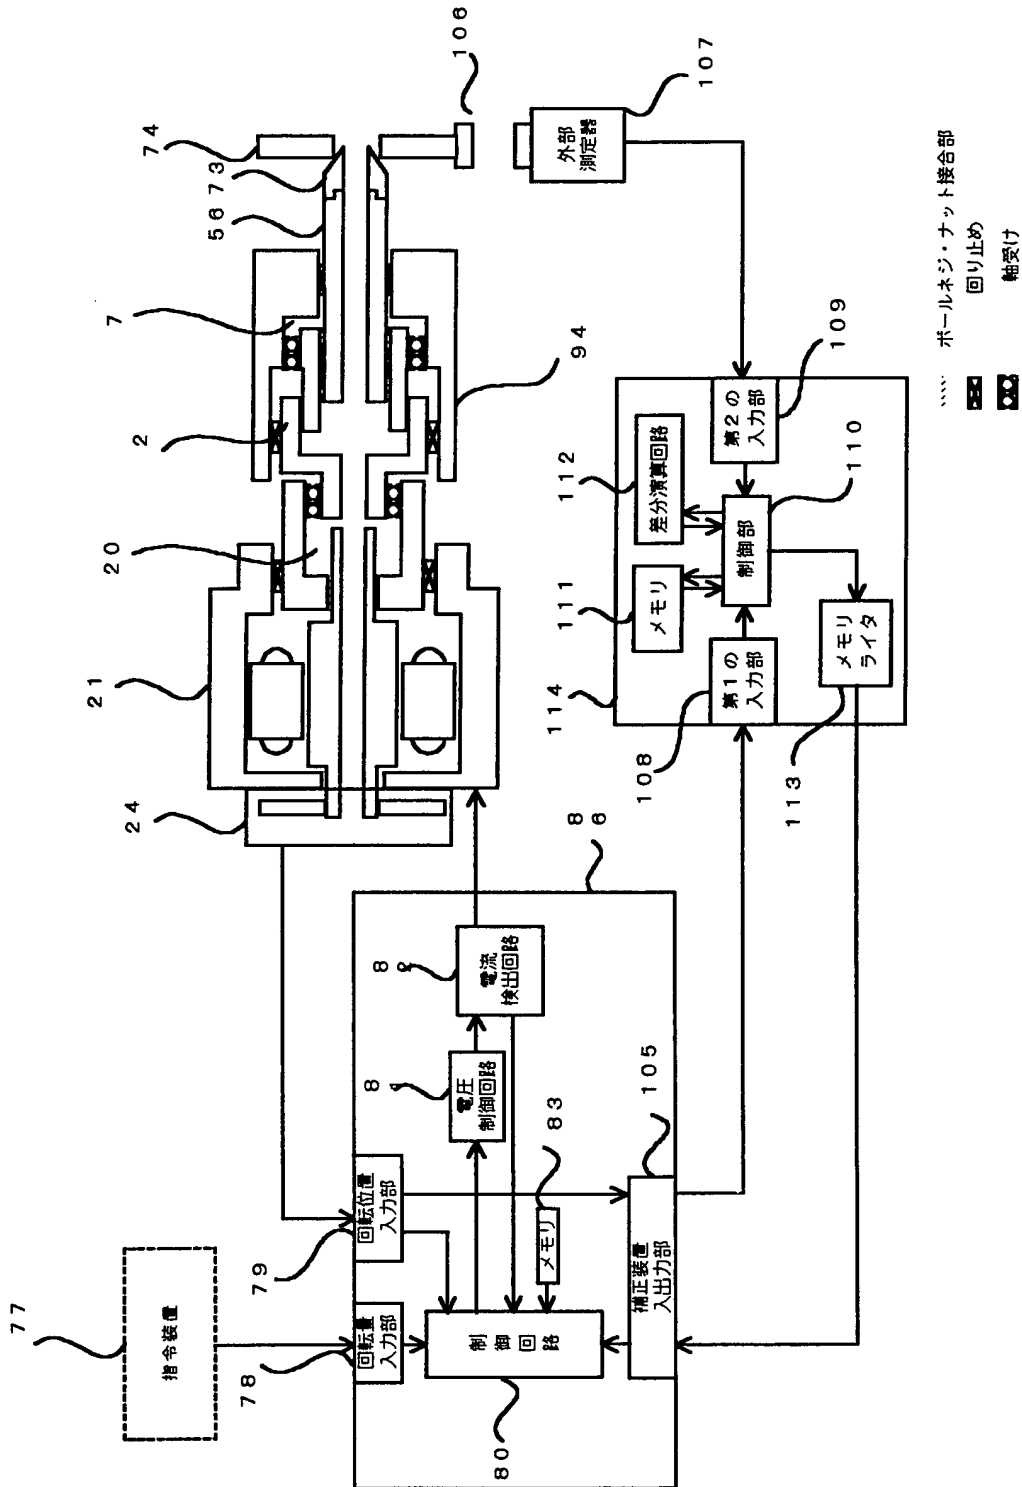 77
指令装置
78
回転量
入力部
79
回転位置
入力部
80
制御回路
メモリ
83
電圧
制御回路
8
電流
検出回路
8
86
補正装置
入出力部
105
24
21
20
2
7
94
56
73
74
106
外部
測定器
107
114
第1の
入力部
108
メモリ
111
差分演算回路
112
制御部
110
第2の
入力部
109
メモリ
ライタ
113
ボールネジ・ナット接合部
回り止め
軸受け